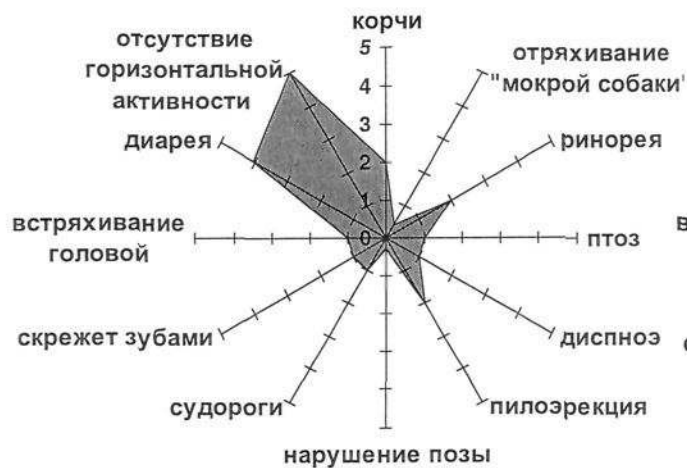 корчи
отсутствие
горизонтальной
активности
отряхивание
"мокрой собаки"
диарея
ринорея
5
4
3
2
1
0
встряхивание
головой
птоз
в
скрежет зубами
диспноэ
судороги
пилоэрекция
нарушение позы